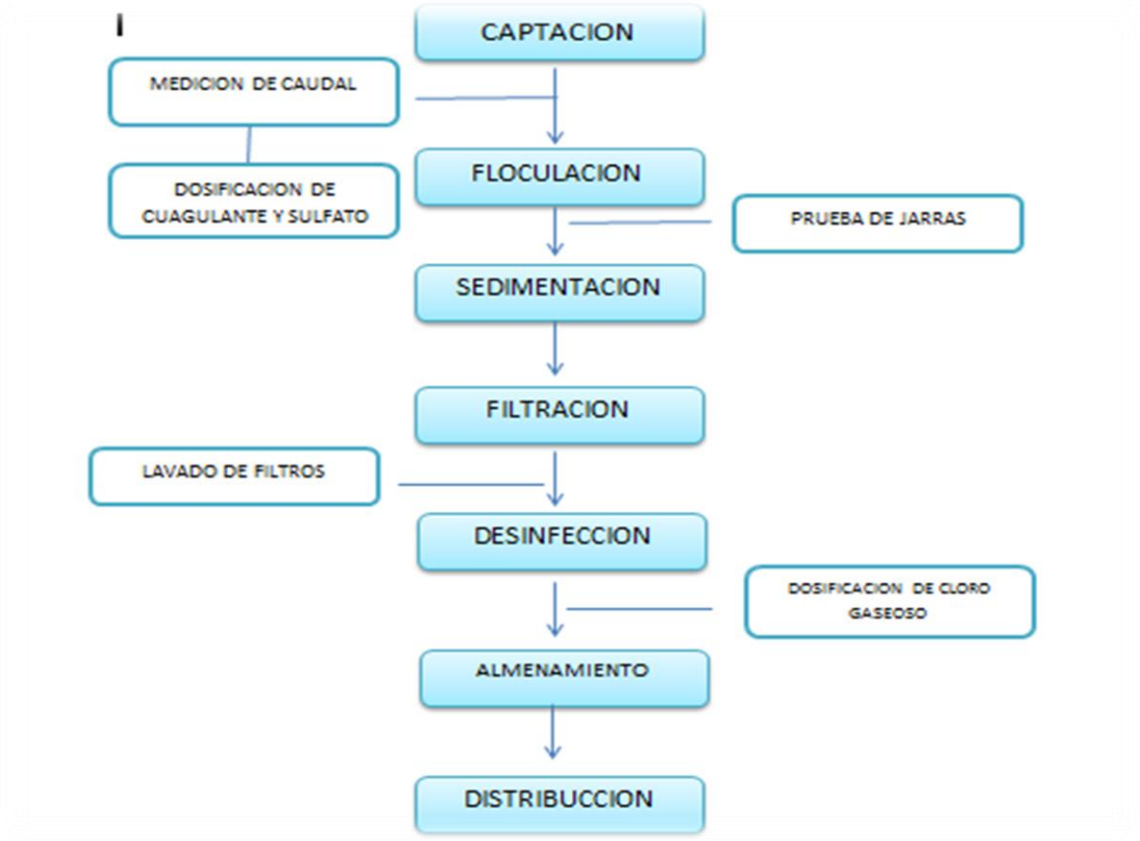 CAPTACION
MEDICION DE CAUDAL
FLOCULACION
DOSIFICACION DE
CUAGULANTE Y SULFATO
PRUEBA DE JARRAS
SEDIMENTACION
FILTRACION
LAVADO DE FILTROS
DESINFECCION
DOSIFICACION DE CLORO
GASEOSO
ALMENAMIENTO
DISTRIBUCCION